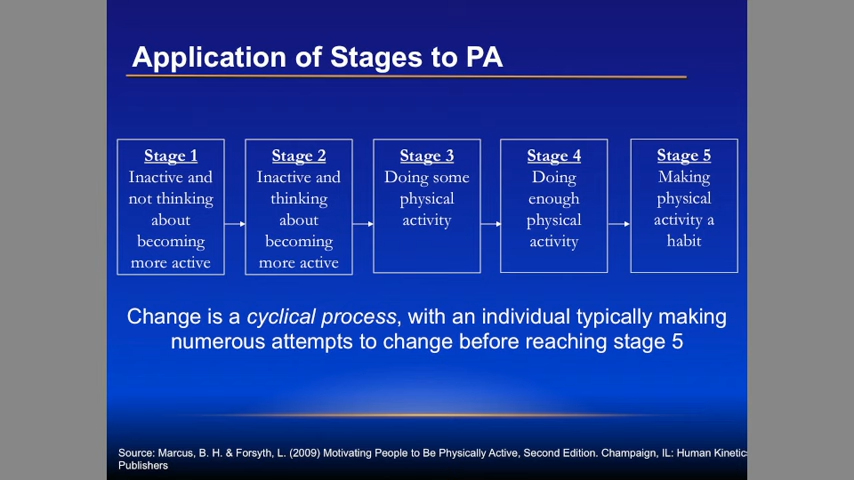 Application of Stages to PA
Stage 1
Inactive and
not thinking
about
becoming
more active
Stage 2
Inactive and
thinking
about
becoming
more active
Stage 3
Doing some
physical
activity
Stage 4
Doing
enough
physical
activity
Stage 5
Making
physical
activity a
habit
Change is a cyclical process, with an individual typically making
numerous attempts to change before reaching stage 5
Source: Marcus, B. H. & Forsyth, L. (2009) Motivating People to Be Physically Active, Second Edition. Champaign, IL: Human Kinetics
Publishers